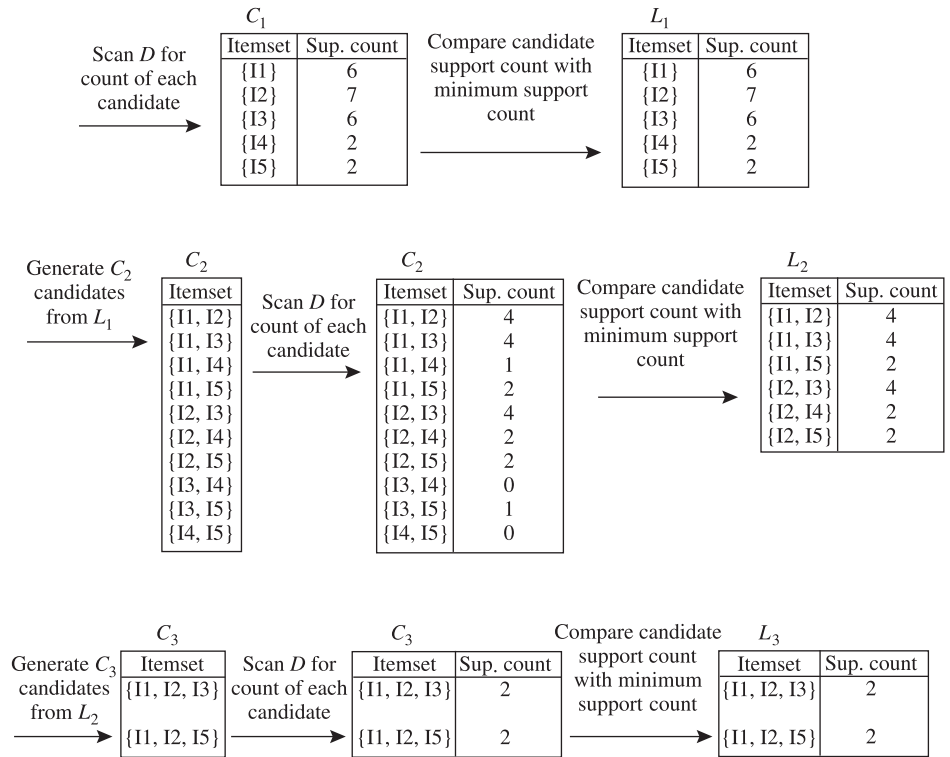 C1
L1
Scan D for
count of each
candidate
Itemset Sup. count
{I1} 6
{I2} 7
{I3} 6
{I4} 2
{I5} 2
Compare candidate
support count with
minimum support
count
Itemset Sup. count
{I1} 6
{I2} 7
{I3} 6
{I4} 2
{I5} 2
Generate C2
candidates
from L1
C2
Itemset
{I1, I2}
{I1, I3}
{I1, I4}
{I1, I5}
{I2, I3}
{I2, I4}
{I2, I5}
{I3, I4}
{I3, I5}
{I4, I5}
Scan D for
count of each
candidate
C2
Itemset Sup. count
{I1, I2} 4
{I1, I3} 4
{I1, I4} 1
{I1, I5} 2
{I2, I3} 4
{I2, I4} 2
{I2, I5} 2
{I3, I4} 0
{I3, I5} 1
{I4, I5} 0
Compare candidate
support count with
minimum support
count
L2
Itemset Sup. count
{I1, I2} 4
{I1, I3} 4
{I1, I5} 2
{I2, I3} 4
{I2, I4} 2
{I2, I5} 2
Generate C3
candidates
from L2
C3
Itemset
{I1, I2, I3}
{I1, I2, I5}
Scan D for
count of each
candidate
C3
Itemset Sup. count
{I1, I2, I3} 2
{I1, I2, I5} 2
Compare candidate
support count
with minimum
support count
L3
Itemset Sup. count
{I1, I2, I3} 2
{I1, I2, I5} 2